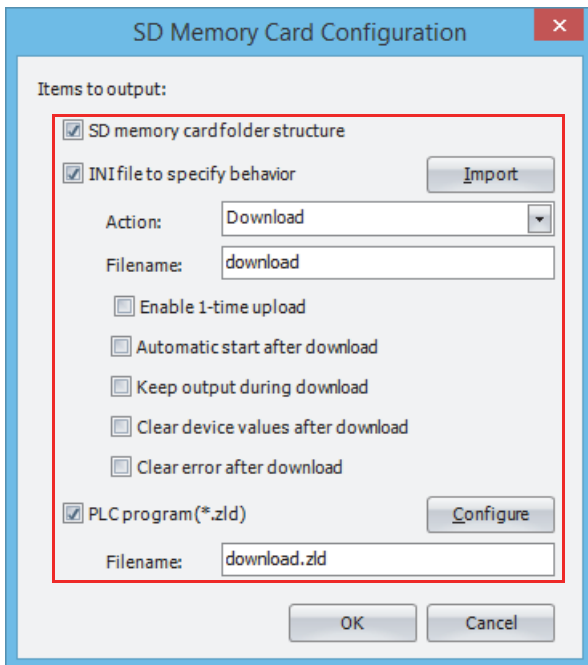 SD Memory Card Configuration
Items to output:
SD memory card folder structure
INI file to specify behavior Import
Action: Download
Filename: download
Enable 1-time upload
Automatic start after download
Keep output during download
Clear device values after download
Clear error after download
PLC program(*.zld) Configure
Filename: download.zld
OK Cancel